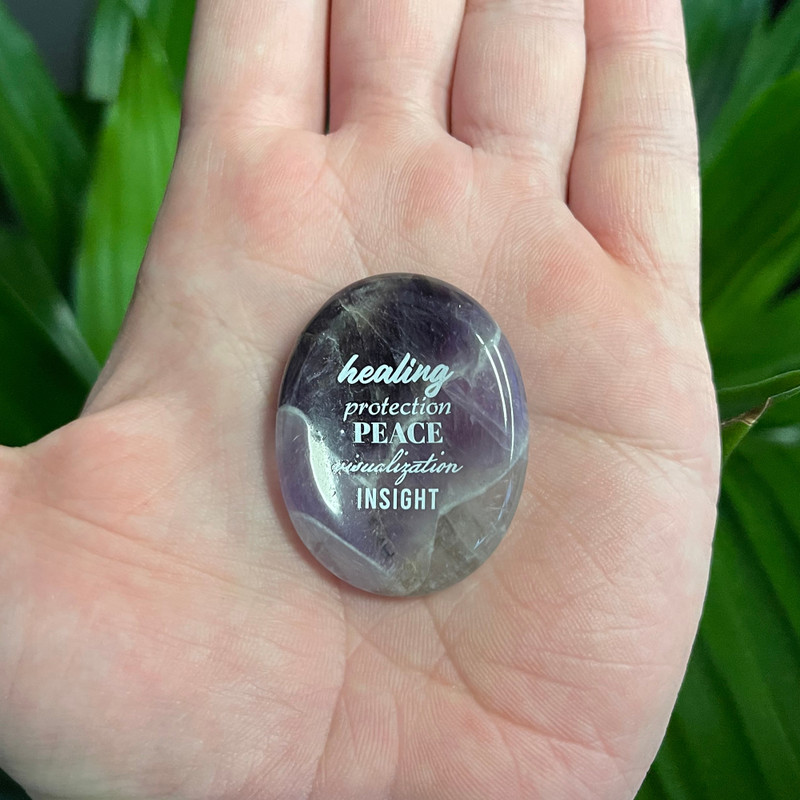 healing
protection
PEACE
visualization
INSIGHT